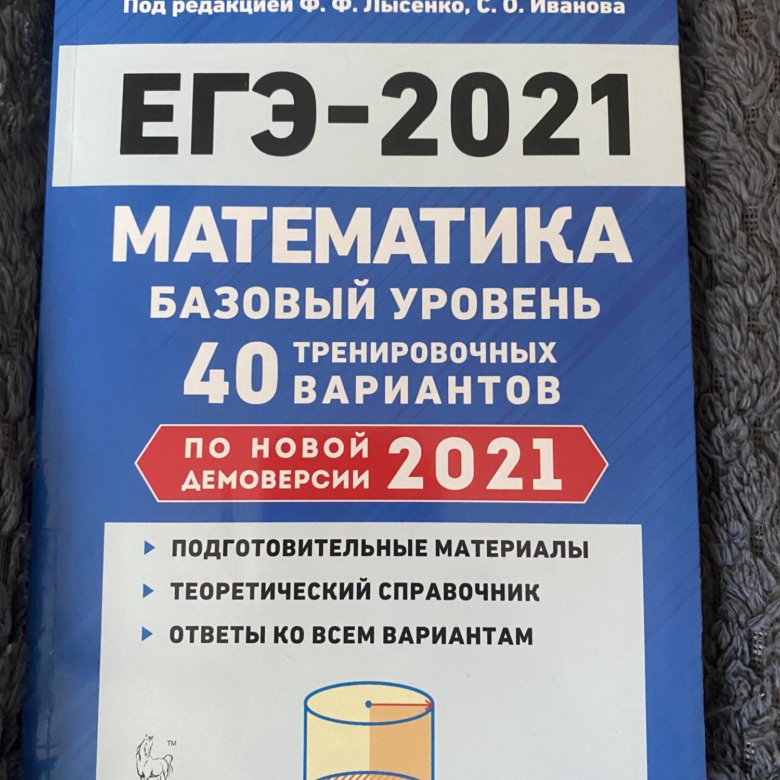 Под редакцией Ф. Ф. Лысенко, С. О. Иванова
ЕГЭ-2021
МАТЕМАТИКА
БАЗОВЫЙ УРОВЕНЬ
40 ТРЕНИРОВОЧНЫХ
ВАРИАНТОВ
ПО НОВОЙ
ДЕМОВЕРСИИ 2021
ПОДГОТОВИТЕЛЬНЫЕ МАТЕРИАЛЫ
ТЕОРЕТИЧЕСКИЙ СПРАВОЧНИК
ОТВЕТЫ КО ВСЕМ ВАРИАНТАМ
TM